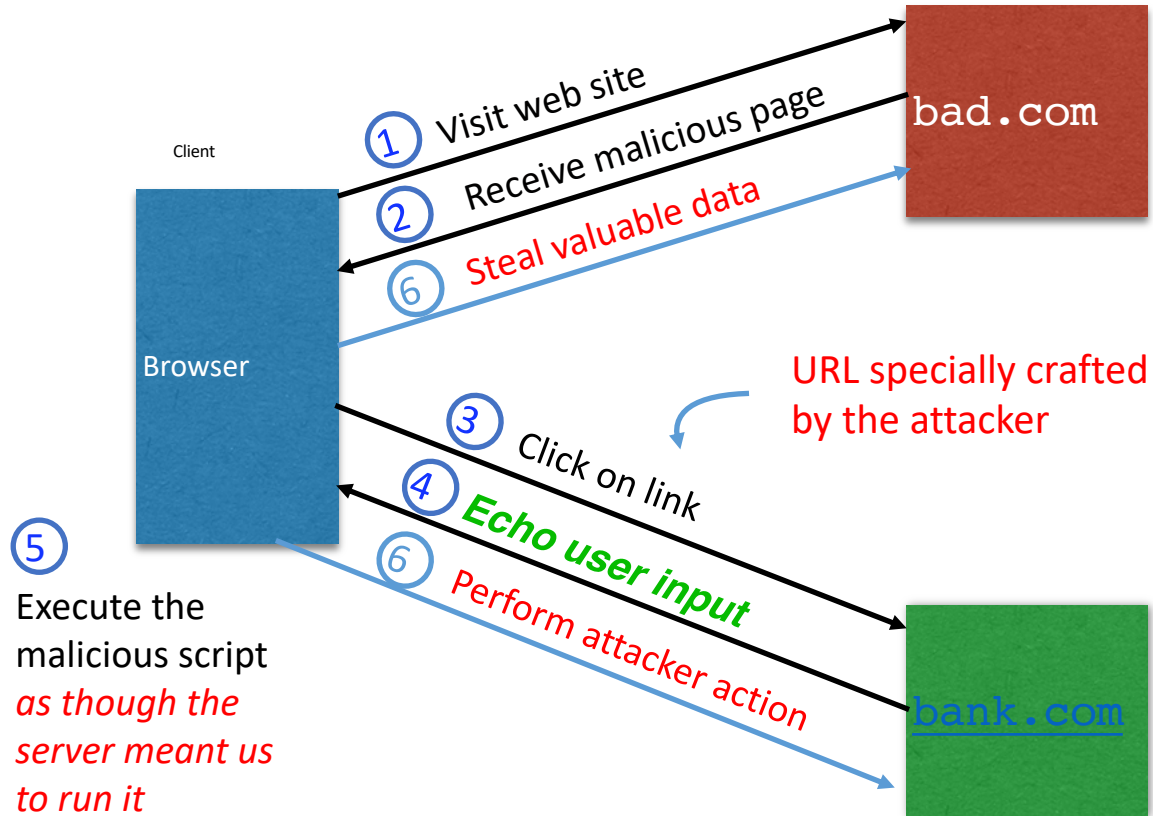 1 Visit web site
bad.com
Client
2 Receive malicious page
6 Steal valuable data
Browser
URL specially crafted
by the attacker
3 Click on link
4 Echo user input
6 Perform attacker action
5
Execute the
malicious script
as though the
server meant us
to run it
bank.com